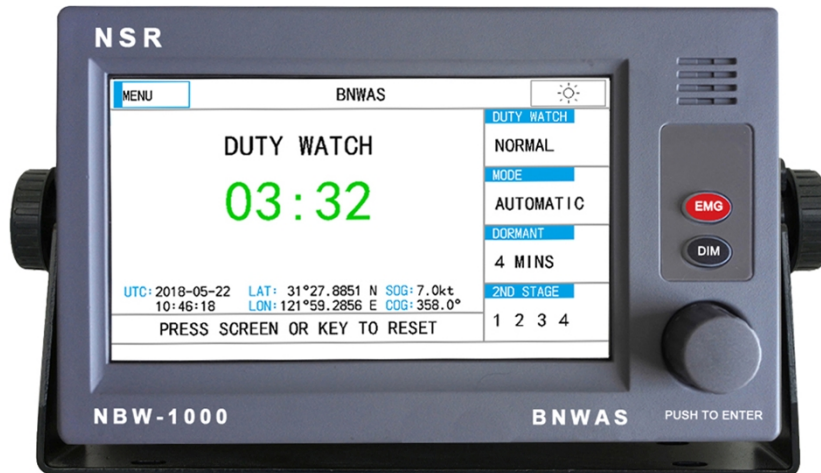 NSR
MENU
BNWAS
DUTY WATCH
03:32
UTC: 2018-05-22 LAT: 31°27.8851 N SOG: 7.0kt
10:46:18 LON: 121°59.2856 E COG: 358.0°
PRESS SCREEN OR KEY TO RESET
DUTY WATCH
NORMAL
MODE
AUTOMATIC
DORMANT
4 MINS
2ND STAGE
1 2 3 4
EMG
DIM
NBW-1000
BNWAS
PUSH TO ENTER